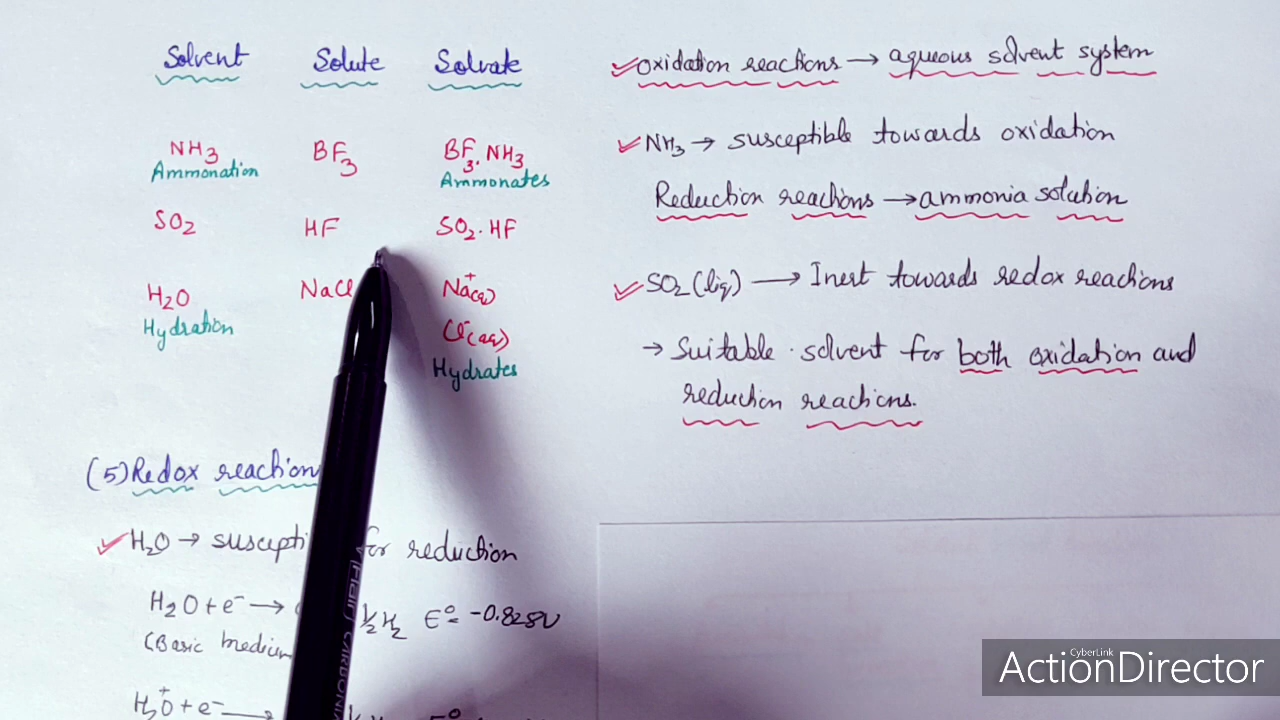 Solvent Solute Solvate
NH3 BF3 BF3.NH3
Ammonation Ammonates
SO2 HF SO2.HF
H2O NaCl Na+(aq)
Hydration Cl-(aq)
Hydrates
(5) Redox reaction
✓H2O → for reduction
H2O + e- → 1/2 H2 E°= -0.828V
(Basic medium
H3O+ + e- →
✓Oxidation reactions → aqueous solvent system
✓NH3 → susceptible towards oxidation
Reduction reactions → ammonia solution
✓SO2(liq) → Inert towards redox reactions
→ Suitable solvent for both oxidation and
reduction reactions.
CyberLink
ActionDirector